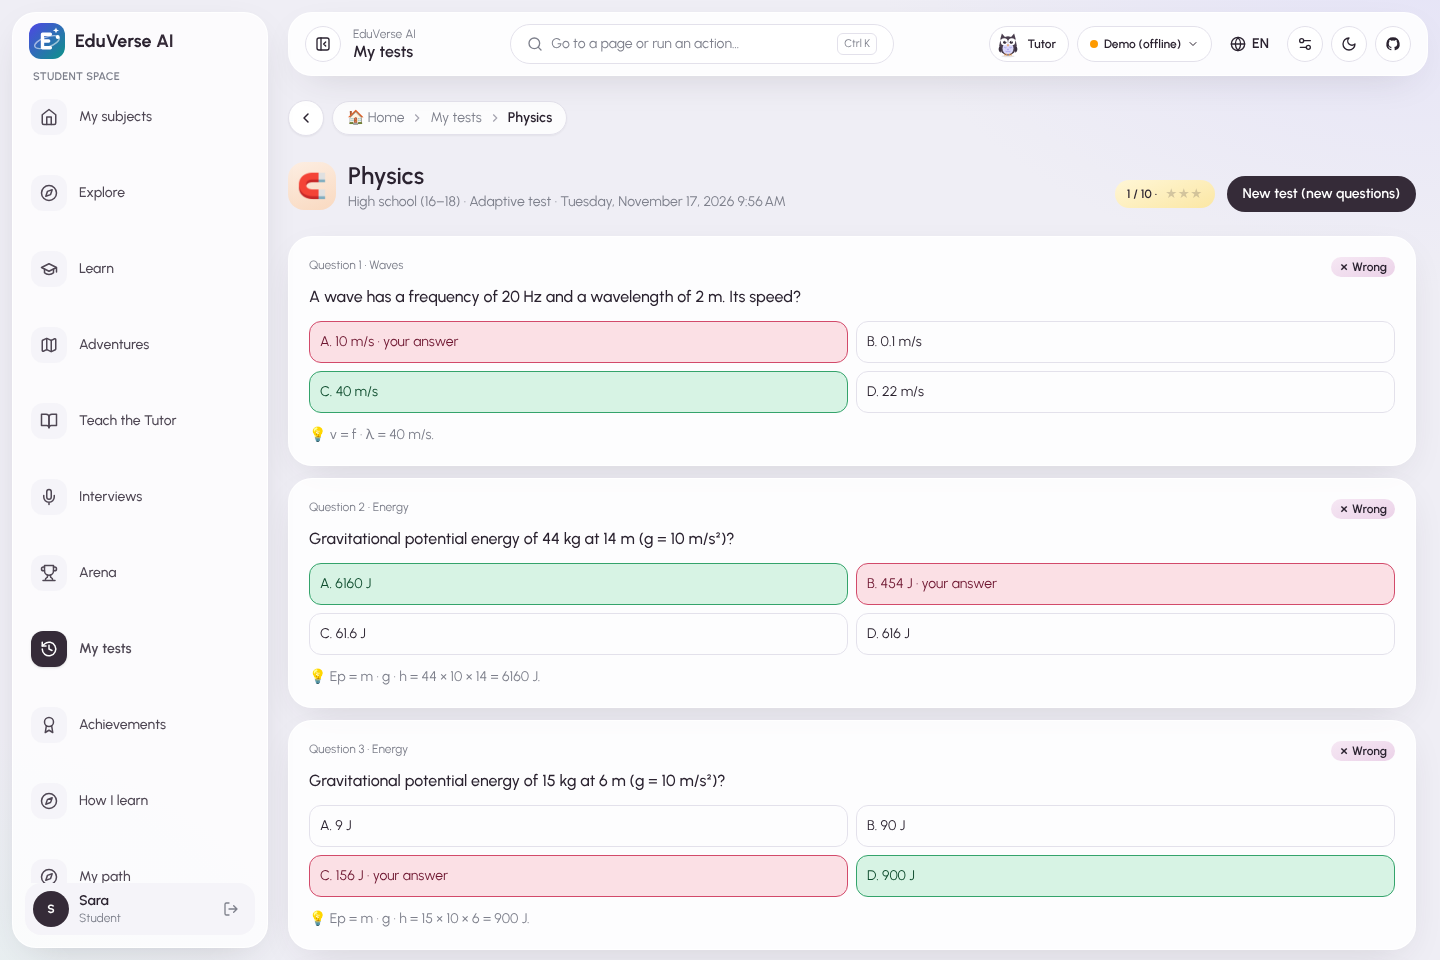 EduVerse AI
STUDENT SPACE
My subjects
Explore
Learn
Adventures
Teach the Tutor
Interviews
Arena
My tests
Achievements
How I learn
My path
S
Sara
Student
EduVerse AI
My tests
Go to a page or run an action...
Ctrl K
Tutor
Demo (offline)
EN
Home > My tests > Physics
Physics
High school (16–18) · Adaptive test · Tuesday, November 17, 2026 9:56 AM
1 / 10 · ★★★
New test (new questions)
Question 1 · Waves
× Wrong
A wave has a frequency of 20 Hz and a wavelength of 2 m. Its speed?
A. 10 m/s · your answer
B. 0.1 m/s
C. 40 m/s
D. 22 m/s
v = f · λ = 40 m/s.
Question 2 · Energy
× Wrong
Gravitational potential energy of 44 kg at 14 m (g = 10 m/s²)?
A. 6160 J
B. 454 J · your answer
C. 61.6 J
D. 616 J
Ep = m · g · h = 44 × 10 × 14 = 6160 J.
Question 3 · Energy
× Wrong
Gravitational potential energy of 15 kg at 6 m (g = 10 m/s²)?
A. 9 J
B. 90 J
C. 156 J · your answer
D. 900 J
Ep = m · g · h = 15 × 10 × 6 = 900 J.